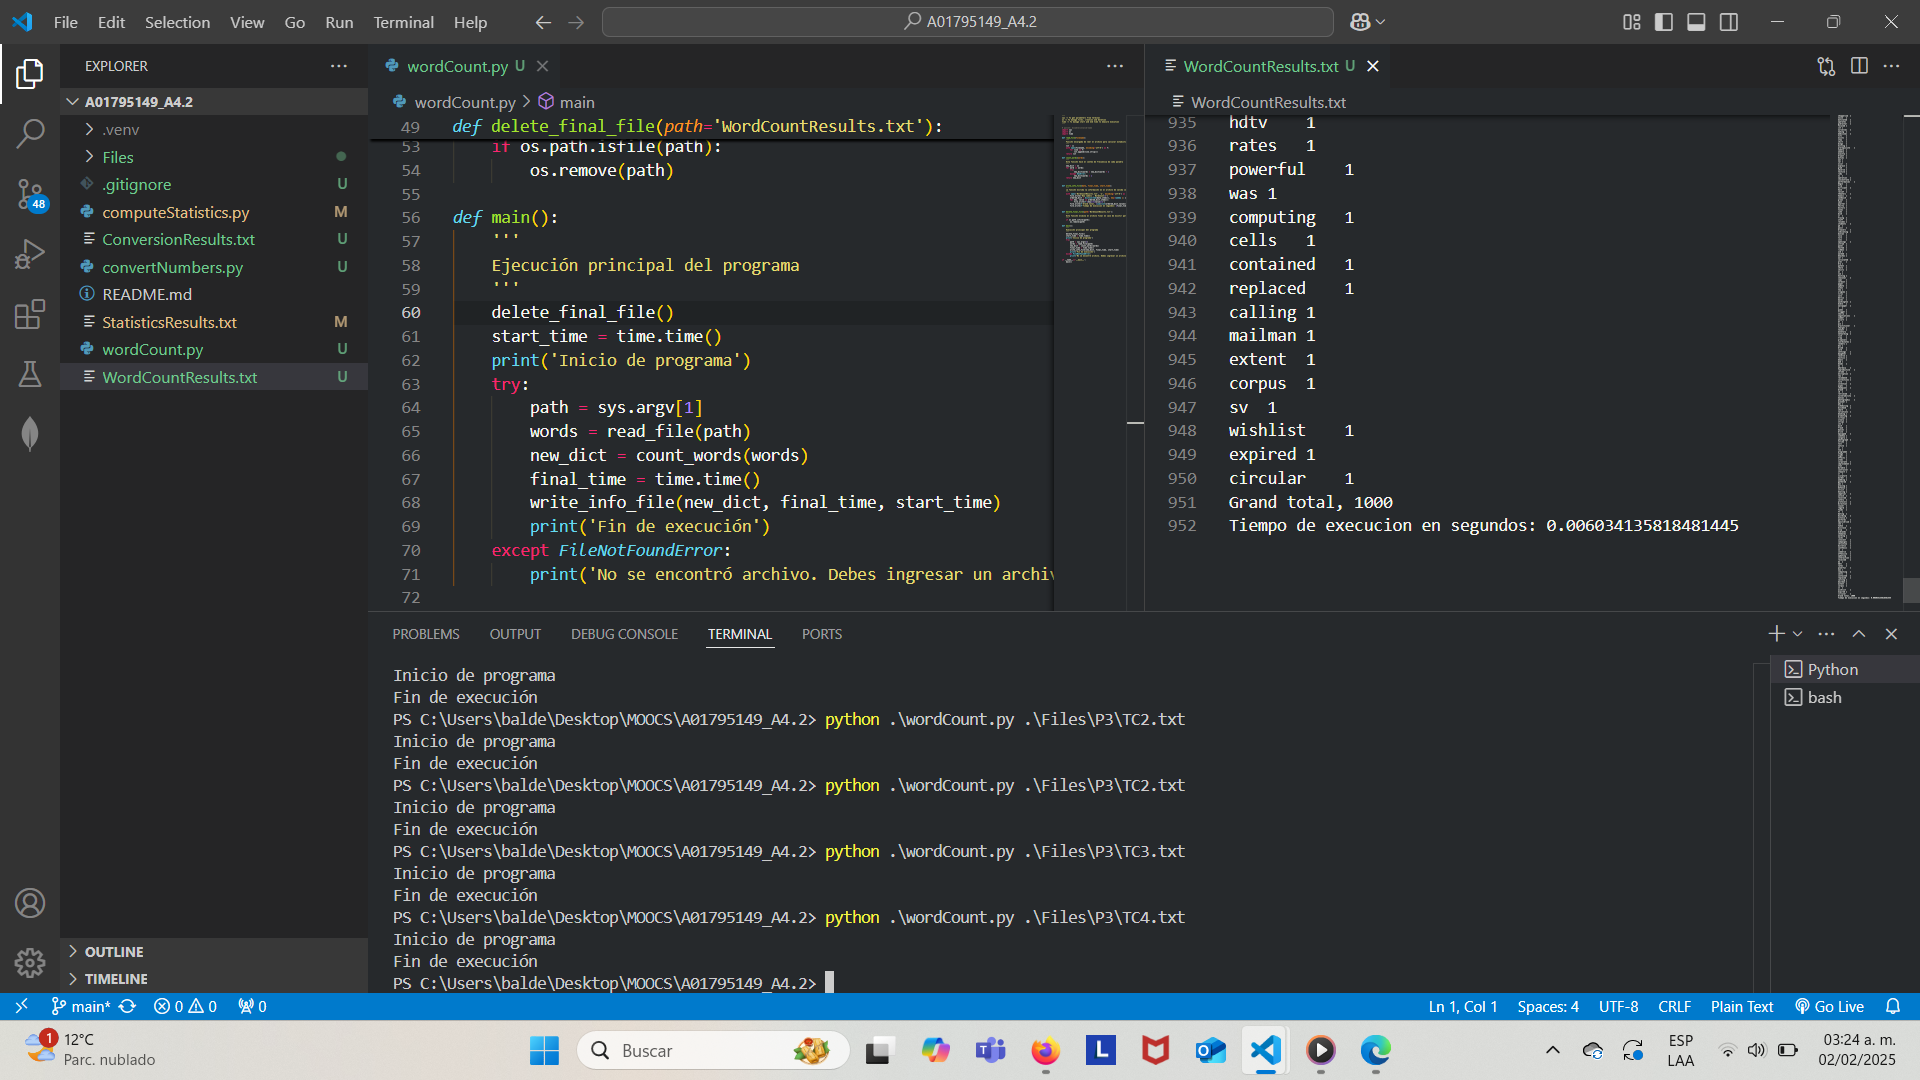 File Edit Selection View Go Run Terminal Help
A01795149_A4.2
EXPLORER
A01795149_A4.2
.venv
Files
.gitignore U
computeStatistics.py M
ConversionResults.txt U
convertNumbers.py U
README.md
StatisticsResults.txt M
wordCount.py U
WordCountResults.txt U
48
OUTLINE
TIMELINE
wordCount.py U
wordCount.py > main
49 def delete_final_file(path='WordCountResults.txt'):
53 if os.path.isfile(path):
54 os.remove(path)
55
56 def main():
57 '''
58 Ejecución principal del programa
59 '''
60 delete_final_file()
61 start_time = time.time()
62 print('Inicio de programa')
63 try:
64 path = sys.argv[1]
65 words = read_file(path)
66 new_dict = count_words(words)
67 final_time = time.time()
68 write_info_file(new_dict, final_time, start_time)
69 print('Fin de execución')
70 except FileNotFoundError:
71 print('No se encontró archivo. Debes ingresar un archiv
72
WordCountResults.txt U
WordCountResults.txt
935 hdtv 1
936 rates 1
937 powerful 1
938 was 1
939 computing 1
940 cells 1
941 contained 1
942 replaced 1
943 calling 1
944 mailman 1
945 extent 1
946 corpus 1
947 sv 1
948 wishlist 1
949 expired 1
950 circular 1
951 Grand total, 1000
952 Tiempo de execucion en segundos: 0.006034135818481445
PROBLEMS OUTPUT DEBUG CONSOLE TERMINAL PORTS
Inicio de programa
Fin de execución
PS C:\Users\balde\Desktop\MOOCS\A01795149_A4.2> python .\wordCount.py .\Files\P3\TC2.txt
Inicio de programa
Fin de execución
PS C:\Users\balde\Desktop\MOOCS\A01795149_A4.2> python .\wordCount.py .\Files\P3\TC2.txt
Inicio de programa
Fin de execución
PS C:\Users\balde\Desktop\MOOCS\A01795149_A4.2> python .\wordCount.py .\Files\P3\TC3.txt
Inicio de programa
Fin de execución
PS C:\Users\balde\Desktop\MOOCS\A01795149_A4.2> python .\wordCount.py .\Files\P3\TC4.txt
Inicio de programa
Fin de execución
PS C:\Users\balde\Desktop\MOOCS\A01795149_A4.2>
Python
bash
main* 0 0 0
Ln 1, Col 1 Spaces: 4 UTF-8 CRLF Plain Text Go Live
1
12°C
Parc. nublado
Buscar
L
ESP
LAA
03:24 a. m.
02/02/2025